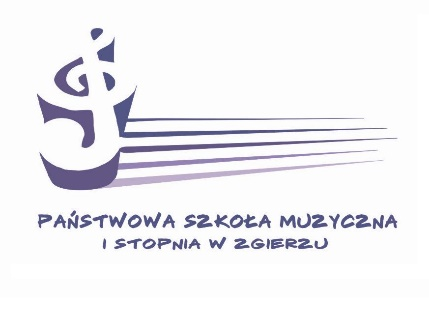 PAŃSTWOWA SZKOŁA MUZYCZNA
I STOPNIA W ZGIERZU